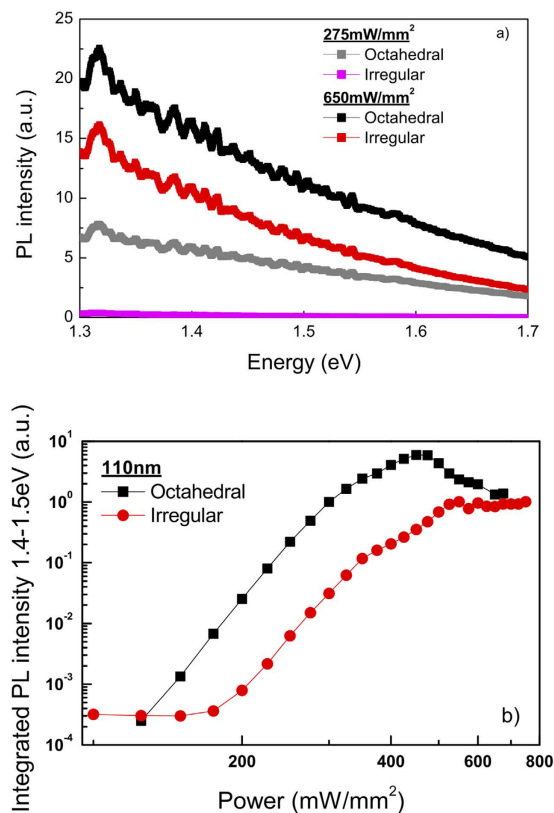 a)
275mW/mm²
Octahedral
Irregular
650mW/mm²
Octahedral
Irregular
PL intensity (a.u.)
25
20
15
10
5
0
1.3 1.4 1.5 1.6 1.7
Energy (eV)
Integrated PL intensity 1.4-1.5eV (a.u.)
110nm
Octahedral
Irregular
10¹
10⁰
10⁻¹
10⁻²
10⁻³
10⁻⁴
b)
200 400 600 800
Power (mW/mm²)